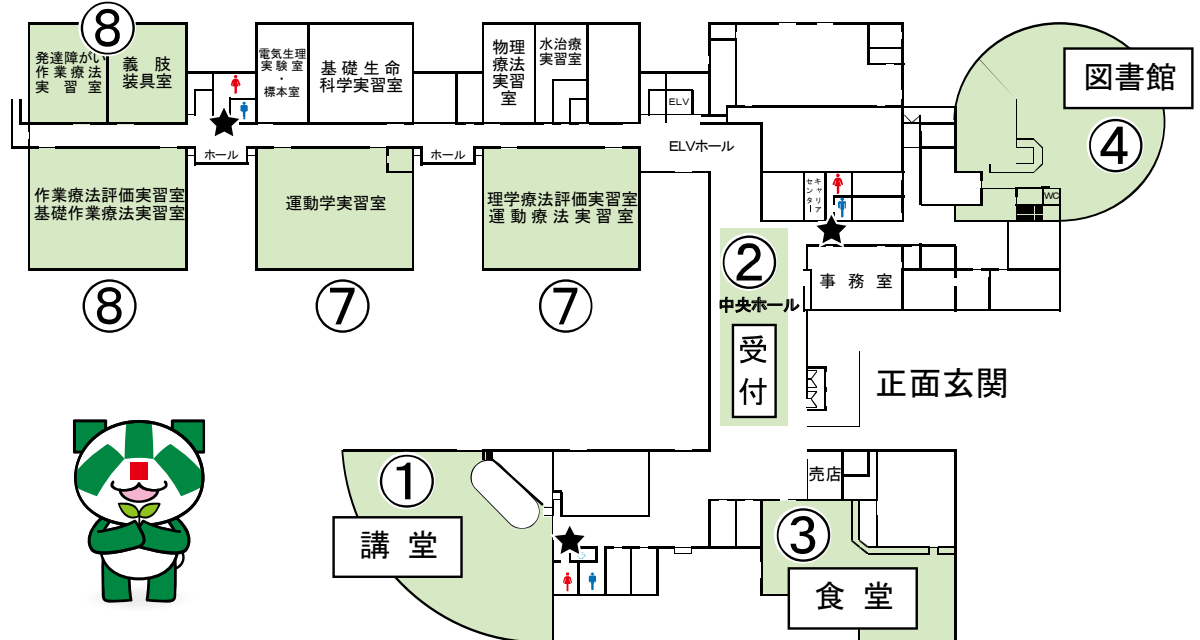 ⑧
発達障がい
作業療法
実習室
義肢
装具室
電気生理
実験室
・
標本室
基礎生命
科学実習室
物理
療法
実習
室
水治療
実習室
ELV
図書館
④
ホール
ホール
ELVホール
キャリア
センター
WC
作業療法評価実習室
基礎作業療法実習室
運動学実習室
理学療法評価実習室
運動療法実習室
⑧
⑦
⑦
②
中央ホール
受
付
事務室
正面玄関
①
講堂
売店
③
食堂